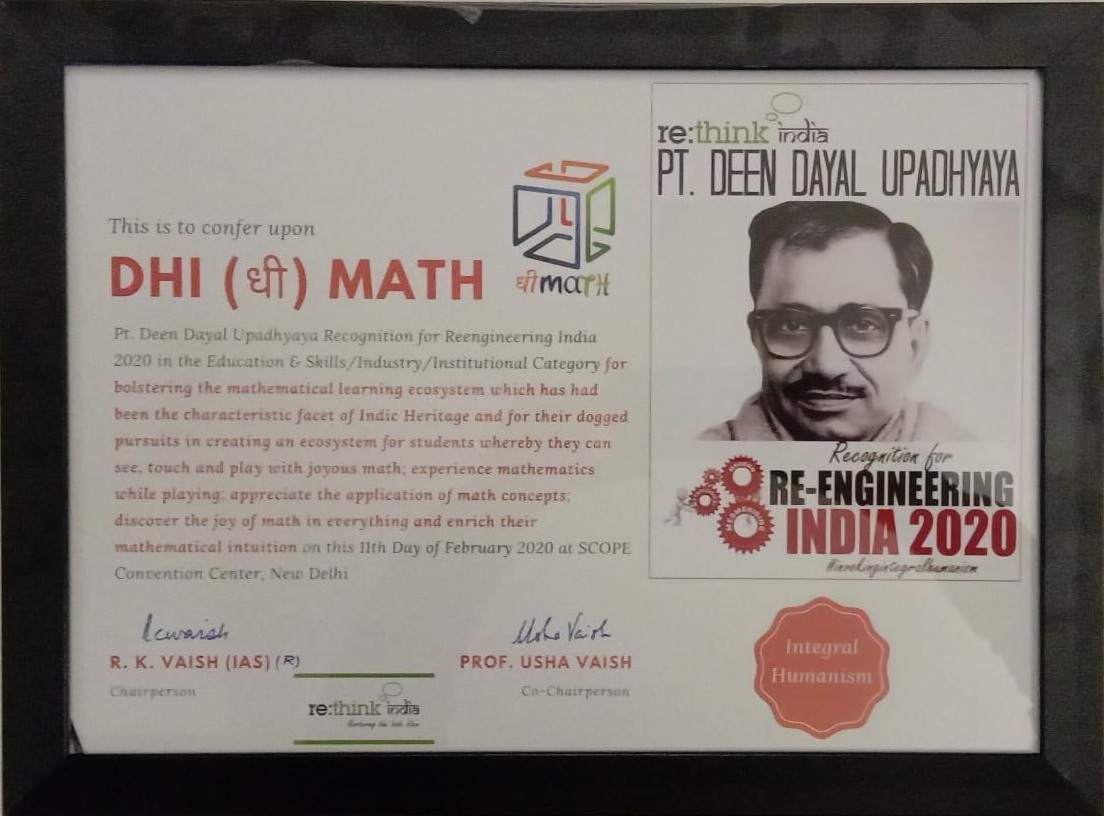 This is to confer upon
DHI (धी) MATH
धीmaTH
Pt. Deen Dayal Upadhyaya Recognition for Reengineering India
2020 in the Education & Skills/Industry/Institutional Category for
bolstering the mathematical learning ecosystem which has had
been the characteristic facet of Indic Heritage and for their dogged
pursuits in creating an ecosystem for students whereby they can
see, touch and play with joyous math; experience mathematics
while playing; appreciate the application of math concepts;
discover the joy of math in everything and enrich their
mathematical intuition on this 11th Day of February 2020 at SCOPE
Convention Center, New Delhi
R. K. VAISH (IAS) (R)
Chairperson
PROF. USHA VAISH
Co-Chairperson
re:think india
re:think india
PT. DEEN DAYAL UPADHYAYA
Recognition for
RE-ENGINEERING
INDIA 2020
#invokingintegralhumanism
Integral
Humanism